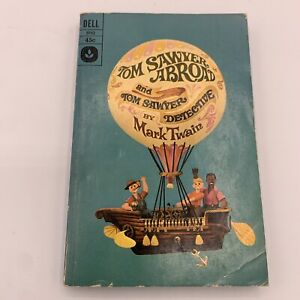 DELL
45c
TOM SAWYER
ABROAD
and
TOM SAWYER,
DETECTIVE
BY
Mark Twain